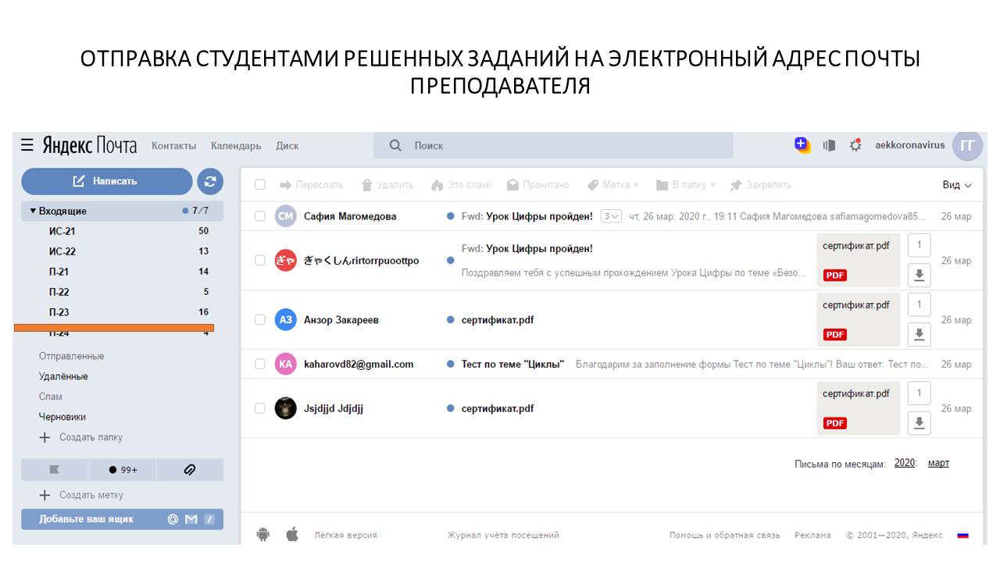 ОТПРАВКА СТУДЕНТАМИ РЕШЕННЫХ ЗАДАНИЙ НА ЭЛЕКТРОННЫЙ АДРЕС ПОЧТЫ
ПРЕПОДАВАТЕЛЯ
Яндекс Почта Контакты Календарь Диск Поиск aekkoronavirus ГГ
Написать
Переслать Удалить Это спам! Прочитано Метка В папку Закрепить Вид
Входящие 7/7
ИС-21 50
ИС-22 13
П-21 14
П-22 5
П-23 16
П-24 4
Отправленные
Удалённые
Спам
Черновики
Создать папку
99+
Создать метку
Добавьте ваш ящик
СМ Сафия Магомедова Fwd: Урок Цифры пройден! 3 чт, 26 мар. 2020 г., 19:11 Сафия Магомедова safiamagomedova85... 26 мар
ぎゃ ぎゃくしんrirtorrpuoottpo Fwd: Урок Цифры пройден! сертификат.pdf 1
Поздравляем тебя с успешным прохождением Урока Цифры по теме «Безо... PDF 26 мар
АЗ Анзор Закареев сертификат.pdf сертификат.pdf 1
PDF 26 мар
KA kaharovd82@gmail.com Тест по теме "Циклы" Благодарим за заполнение формы Тест по теме "Циклы"! Ваш ответ: Тест по... 26 мар
Jsjdjjd Jdjdjj сертификат.pdf сертификат.pdf 1
PDF 26 мар
Письма по месяцам: 2020: март
Лёгкая версия Журнал учёта посещений Помощь и обратная связь Реклама © 2001—2020, Яндекс